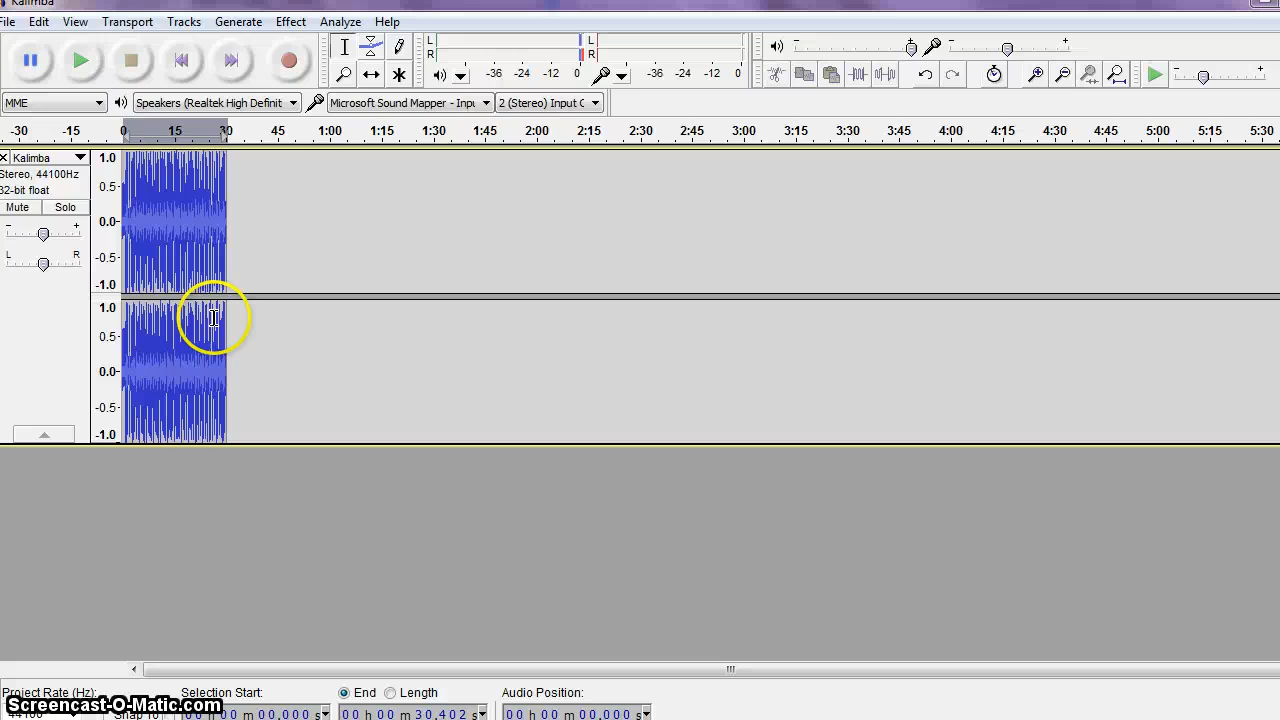 Kalimba
File Edit View Transport Tracks Generate Effect Analyze Help
L
R
-36 -24 -12 0
L
R
-36 -24 -12 0
- +
- +
- +
MME
Speakers (Realtek High Definit
Microsoft Sound Mapper - Inpu
2 (Stereo) Input C
-30 -15 0 15 30 45 1:00 1:15 1:30 1:45 2:00 2:15 2:30 2:45 3:00 3:15 3:30 3:45 4:00 4:15 4:30 4:45 5:00 5:15 5:30
Kalimba
Stereo, 44100Hz
32-bit float
Mute Solo
- +
L R
1.0
0.5
0.0
-0.5
-1.0
1.0
0.5
0.0
-0.5
-1.0
Project Rate (Hz): Selection Start: End Length Audio Position:
44100 Snap To 00 h 00 m 00,000 s 00 h 00 m 30,402 s 00 h 00 m 00,000 s
Screencast-O-Matic.com